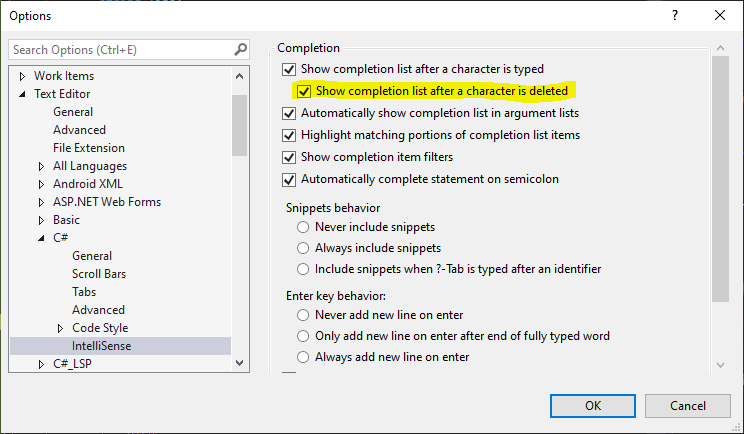 Options
Search Options (Ctrl+E)
Work Items
Text Editor
General
Advanced
File Extension
All Languages
Android XML
ASP.NET Web Forms
Basic
C#
General
Scroll Bars
Tabs
Advanced
Code Style
IntelliSense
C#_LSP
Completion
Show completion list after a character is typed
Show completion list after a character is deleted
Automatically show completion list in argument lists
Highlight matching portions of completion list items
Show completion item filters
Automatically complete statement on semicolon
Snippets behavior
Never include snippets
Always include snippets
Include snippets when ?-Tab is typed after an identifier
Enter key behavior:
Never add new line on enter
Only add new line on enter after end of fully typed word
Always add new line on enter
OK
Cancel